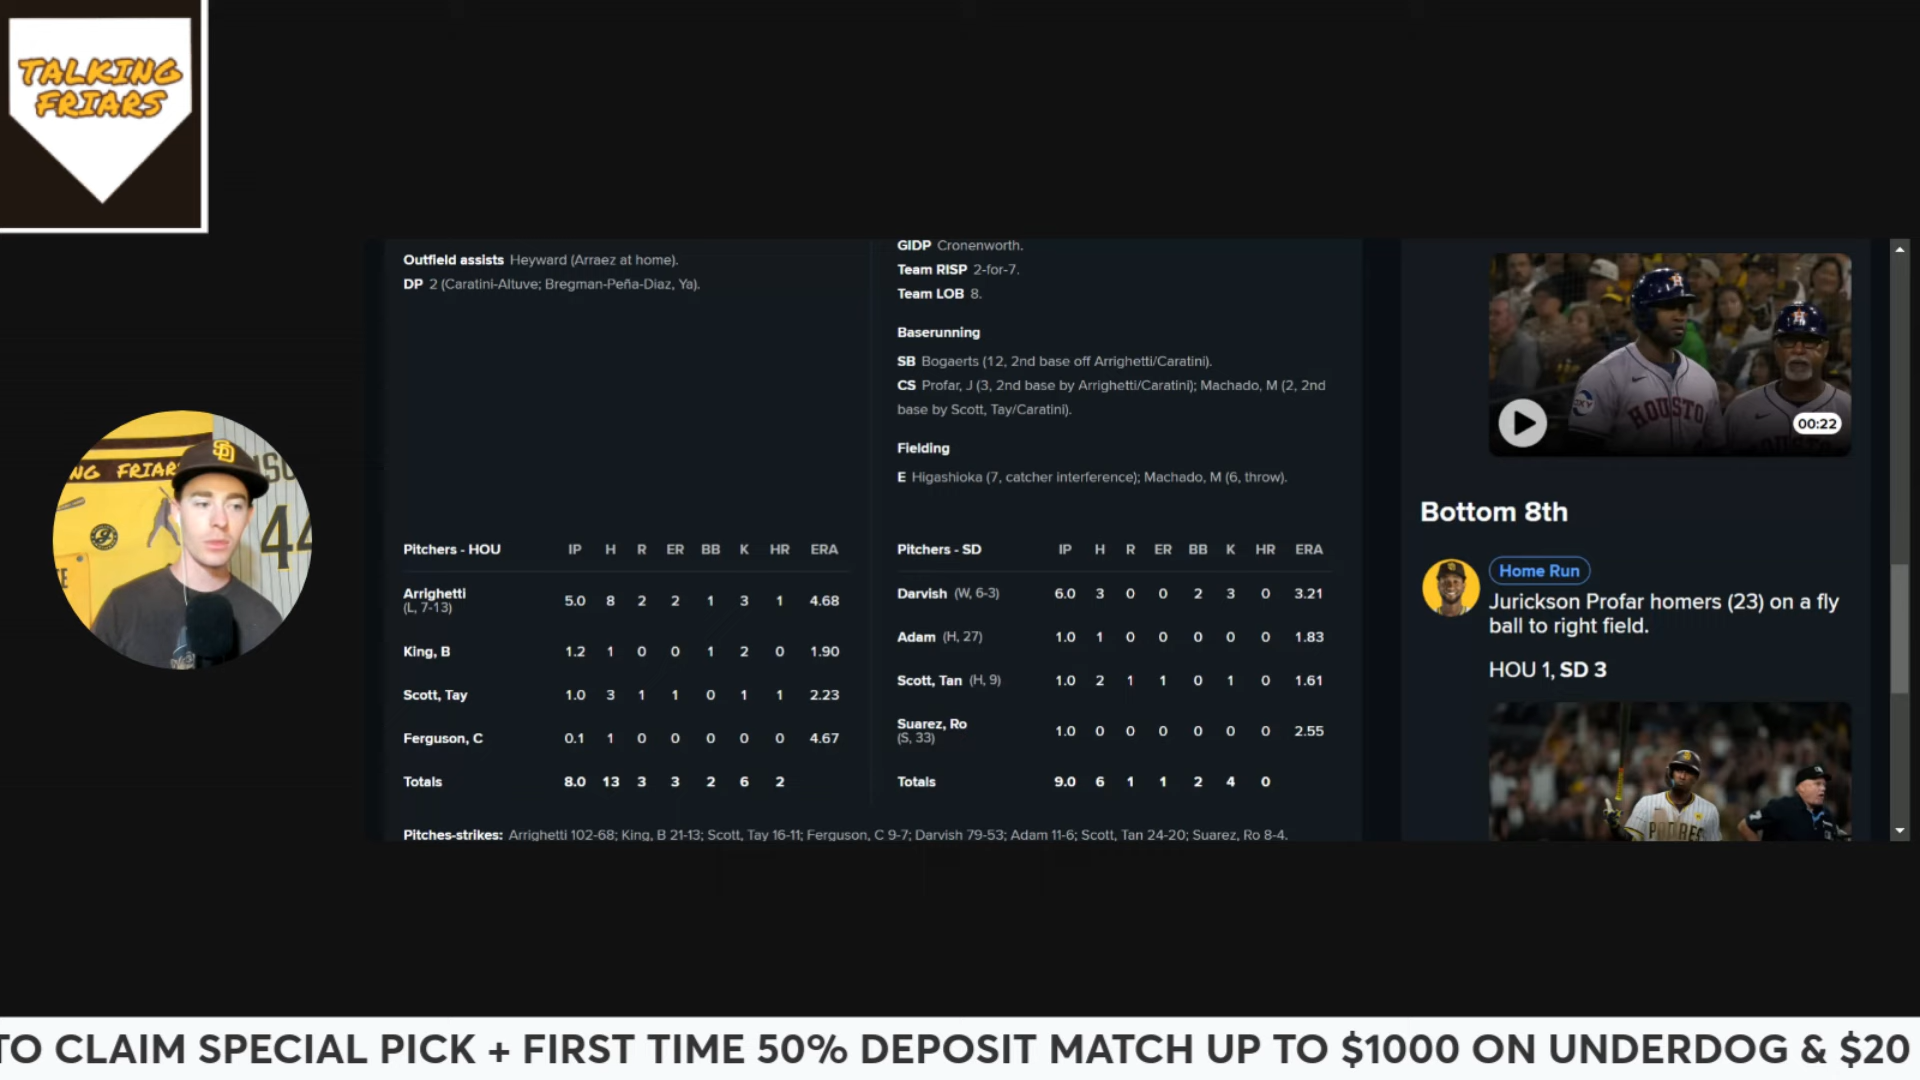 TALKING
FRIARS
Outfield assists Heyward (Arraez at home).
DP 2 (Caratini-Altuve; Bregman-Peña-Diaz, Ya).
GIDP Cronenworth.
Team RISP 2-for-7.
Team LOB 8.
Baserunning
SB Bogaerts (12, 2nd base off Arrighetti/Caratini).
CS Profar, J (3, 2nd base by Arrighetti/Caratini); Machado, M (2, 2nd
base by Scott, Tay/Caratini).
Fielding
E Higashioka (7, catcher interference); Machado, M (6, throw).
Pitchers - HOU IP H R ER BB K HR ERA
Arrighetti
(L, 7-13) 5.0 8 2 2 1 3 1 4.68
King, B 1.2 1 0 0 1 2 0 1.90
Scott, Tay 1.0 3 1 1 0 1 1 2.23
Ferguson, C 0.1 1 0 0 0 0 0 4.67
Totals 8.0 13 3 3 2 6 2
Pitchers - SD IP H R ER BB K HR ERA
Darvish (W, 6-3) 6.0 3 0 0 2 3 0 3.21
Adam (H, 27) 1.0 1 0 0 0 0 0 1.83
Scott, Tan (H, 9) 1.0 2 1 1 0 1 0 1.61
Suarez, Ro
(S, 33) 1.0 0 0 0 0 0 0 2.55
Totals 9.0 6 1 1 2 4 0
Pitches-strikes: Arrighetti 102-68; King, B 21-13; Scott, Tay 16-11; Ferguson, C 9-7; Darvish 79-53; Adam 11-6; Scott, Tan 24-20; Suarez, Ro 8-4.
HOUSTO
00:22
Bottom 8th
Home Run
Jurickson Profar homers (23) on a fly
ball to right field.
HOU 1, SD 3
PADRES
NG FRIAR
SD
44
TO CLAIM SPECIAL PICK + FIRST TIME 50% DEPOSIT MATCH UP TO $1000 ON UNDERDOG & $20